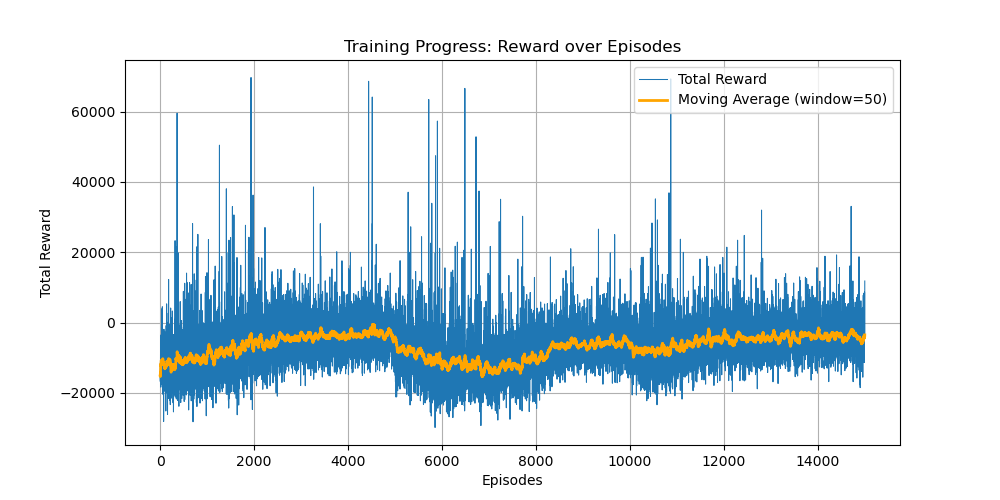 Training Progress: Reward over Episodes
Total Reward
Moving Average (window=50)
Total Reward
60000
40000
20000
0
−20000
0 2000 4000 6000 8000 10000 12000 14000
Episodes